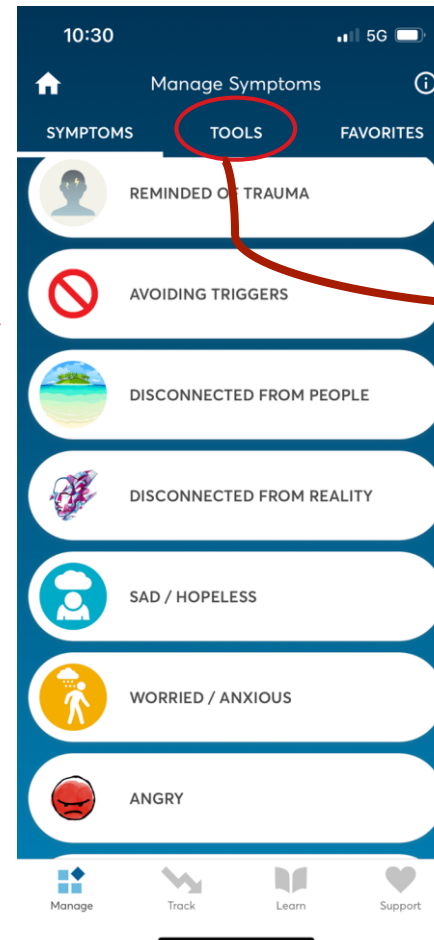 10:30 5G
Manage Symptoms
SYMPTOMS TOOLS FAVORITES
REMINDED OF TRAUMA
AVOIDING TRIGGERS
DISCONNECTED FROM PEOPLE
DISCONNECTED FROM REALITY
SAD / HOPELESS
WORRIED / ANXIOUS
ANGRY
Manage Track Learn Support